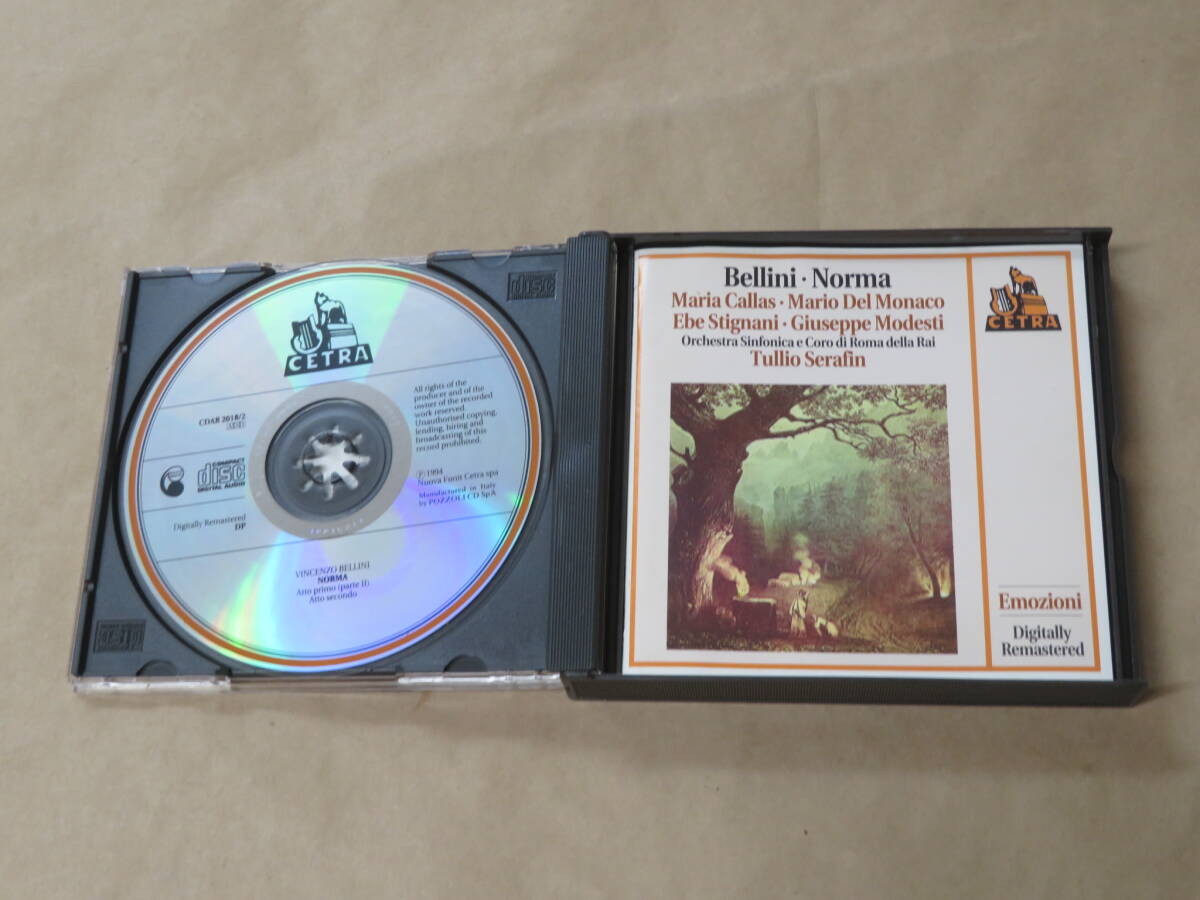 CETRA
CDAR 2018/2
All rights of the
producer and of the
owner of the recorded
work reserved.
Unauthorised copying,
lending, hiring and
broadcasting of this
record prohibited.
COMPACT
disc
DIGITAL AUDIO
Ⓟ 1994
Nuova Fonit Cetra spa
Manufactured in Italy
by POZZOLI CD SpA
Digitally Remastered
DP
VINCENZO BELLINI
NORMA
Atto primo (parte II)
Atto secondo
disc
disc
Bellini · Norma
Maria Callas · Mario Del Monaco
Ebe Stignani · Giuseppe Modesti
Orchestra Sinfonica e Coro di Roma della Rai
Tullio Serafin
CETRA
Emozioni
Digitally
Remastered